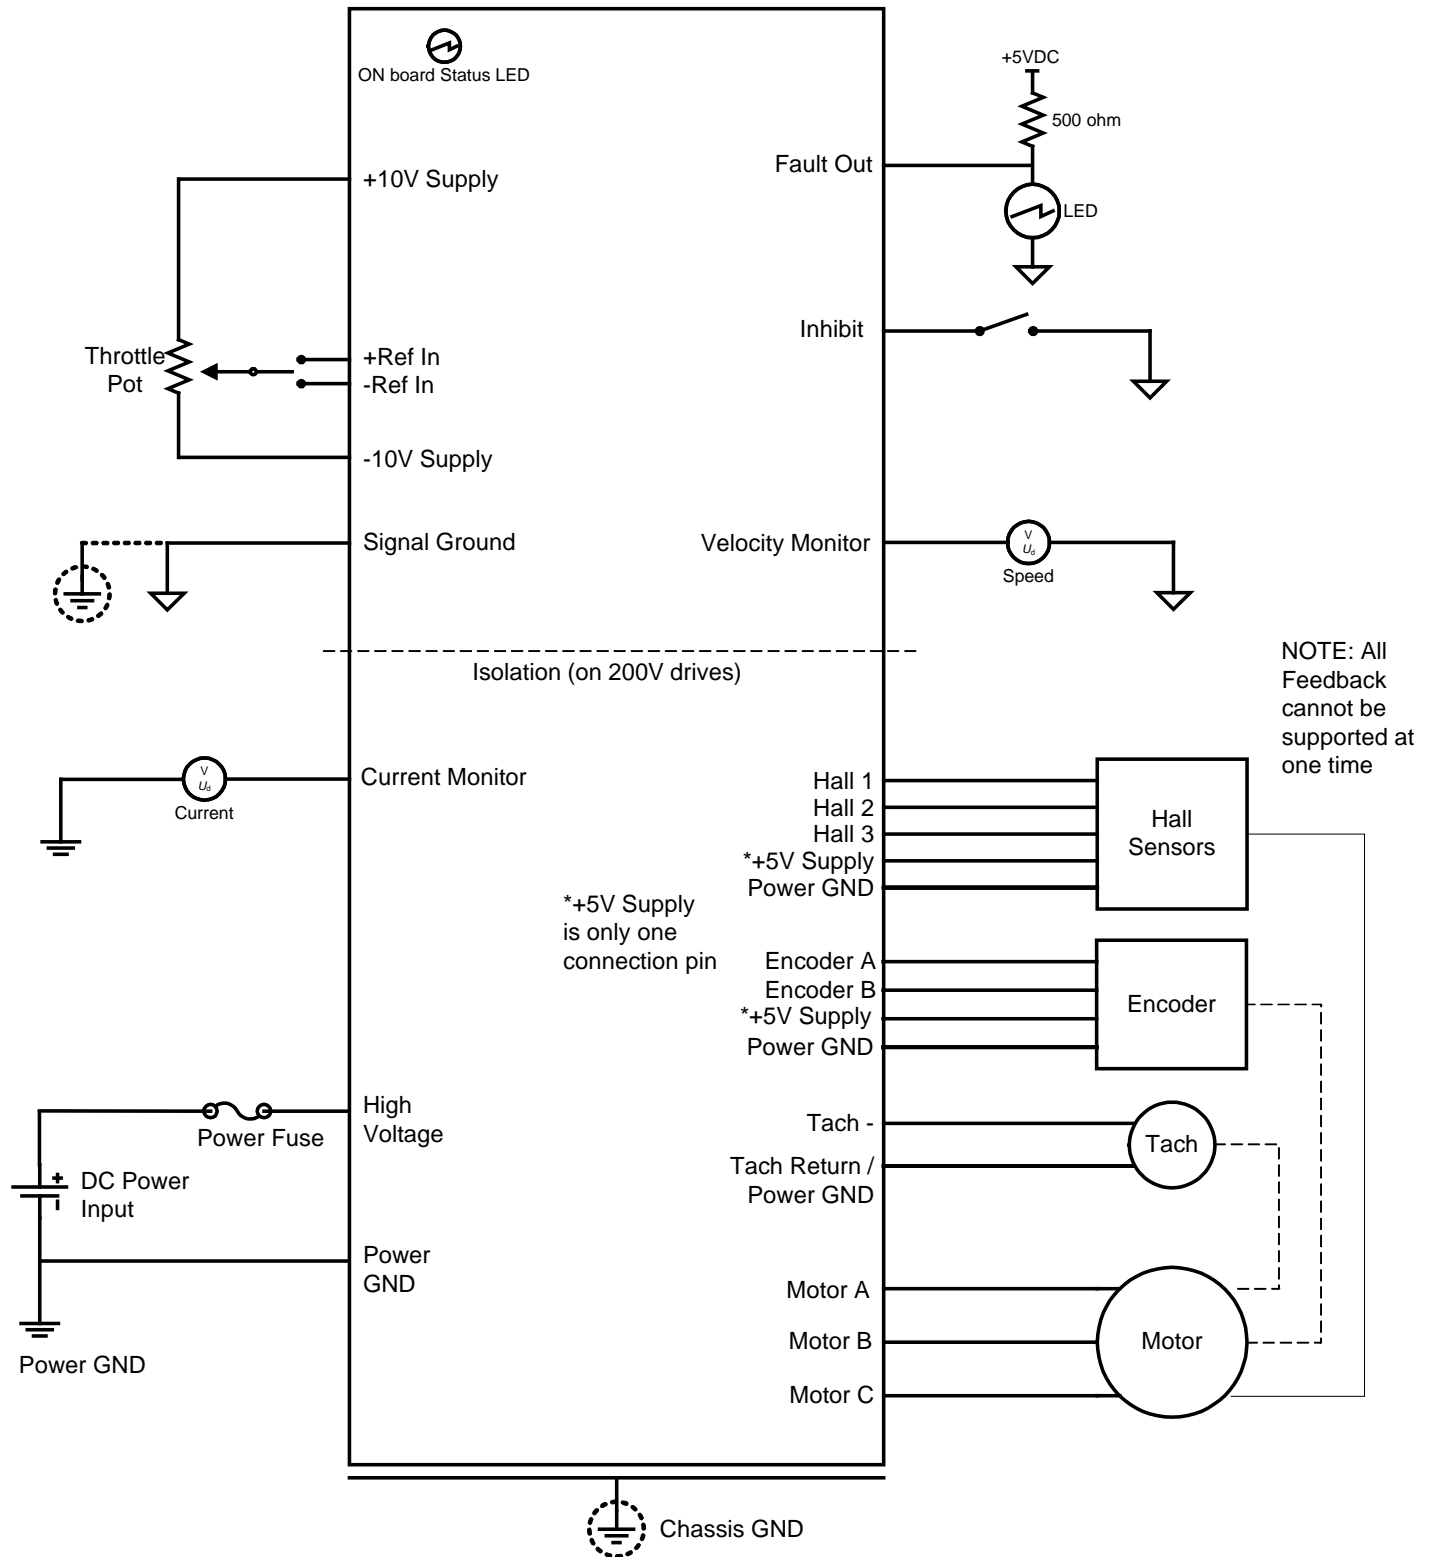 ON board Status LED
+5VDC
500 ohm
Fault Out
LED
+10V Supply
Inhibit
Throttle
Pot
+Ref In
-Ref In
-10V Supply
Signal Ground
Velocity Monitor
V
Ud
Speed
Isolation (on 200V drives)
NOTE: All
Feedback
cannot be
supported at
one time
V
Ud
Current
Current Monitor
Hall 1
Hall 2
Hall 3
*+5V Supply
Power GND
Hall
Sensors
*+5V Supply
is only one
connection pin
Encoder A
Encoder B
*+5V Supply
Power GND
Encoder
Power Fuse
High
Voltage
Tach -
Tach Return /
Power GND
Tach
+
DC Power
Input
Power
GND
Power GND
Motor A
Motor B
Motor C
Motor
Chassis GND